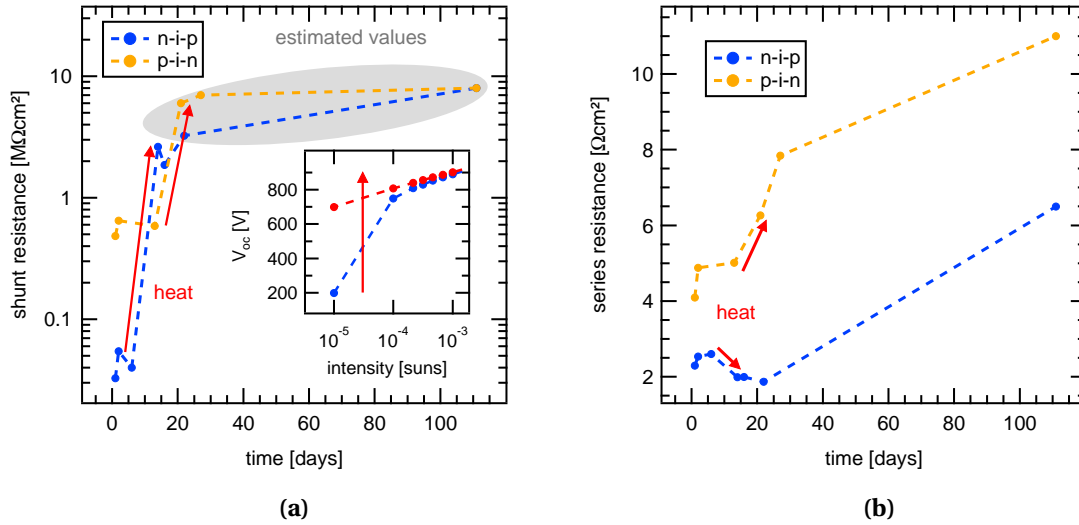 (a)
estimated values
n-i-p
p-i-n
shunt resistance [MΩcm²]
10
1
0.1
heat
0
20
40
60
80
100
120
time [days]
V_oc [V]
800
600
400
200
10⁻⁵
10⁻⁴
10⁻³
intensity [suns]
(b)
n-i-p
p-i-n
series resistance [Ωcm²]
10
8
6
4
2
heat
0
20
40
60
80
100
time [days]